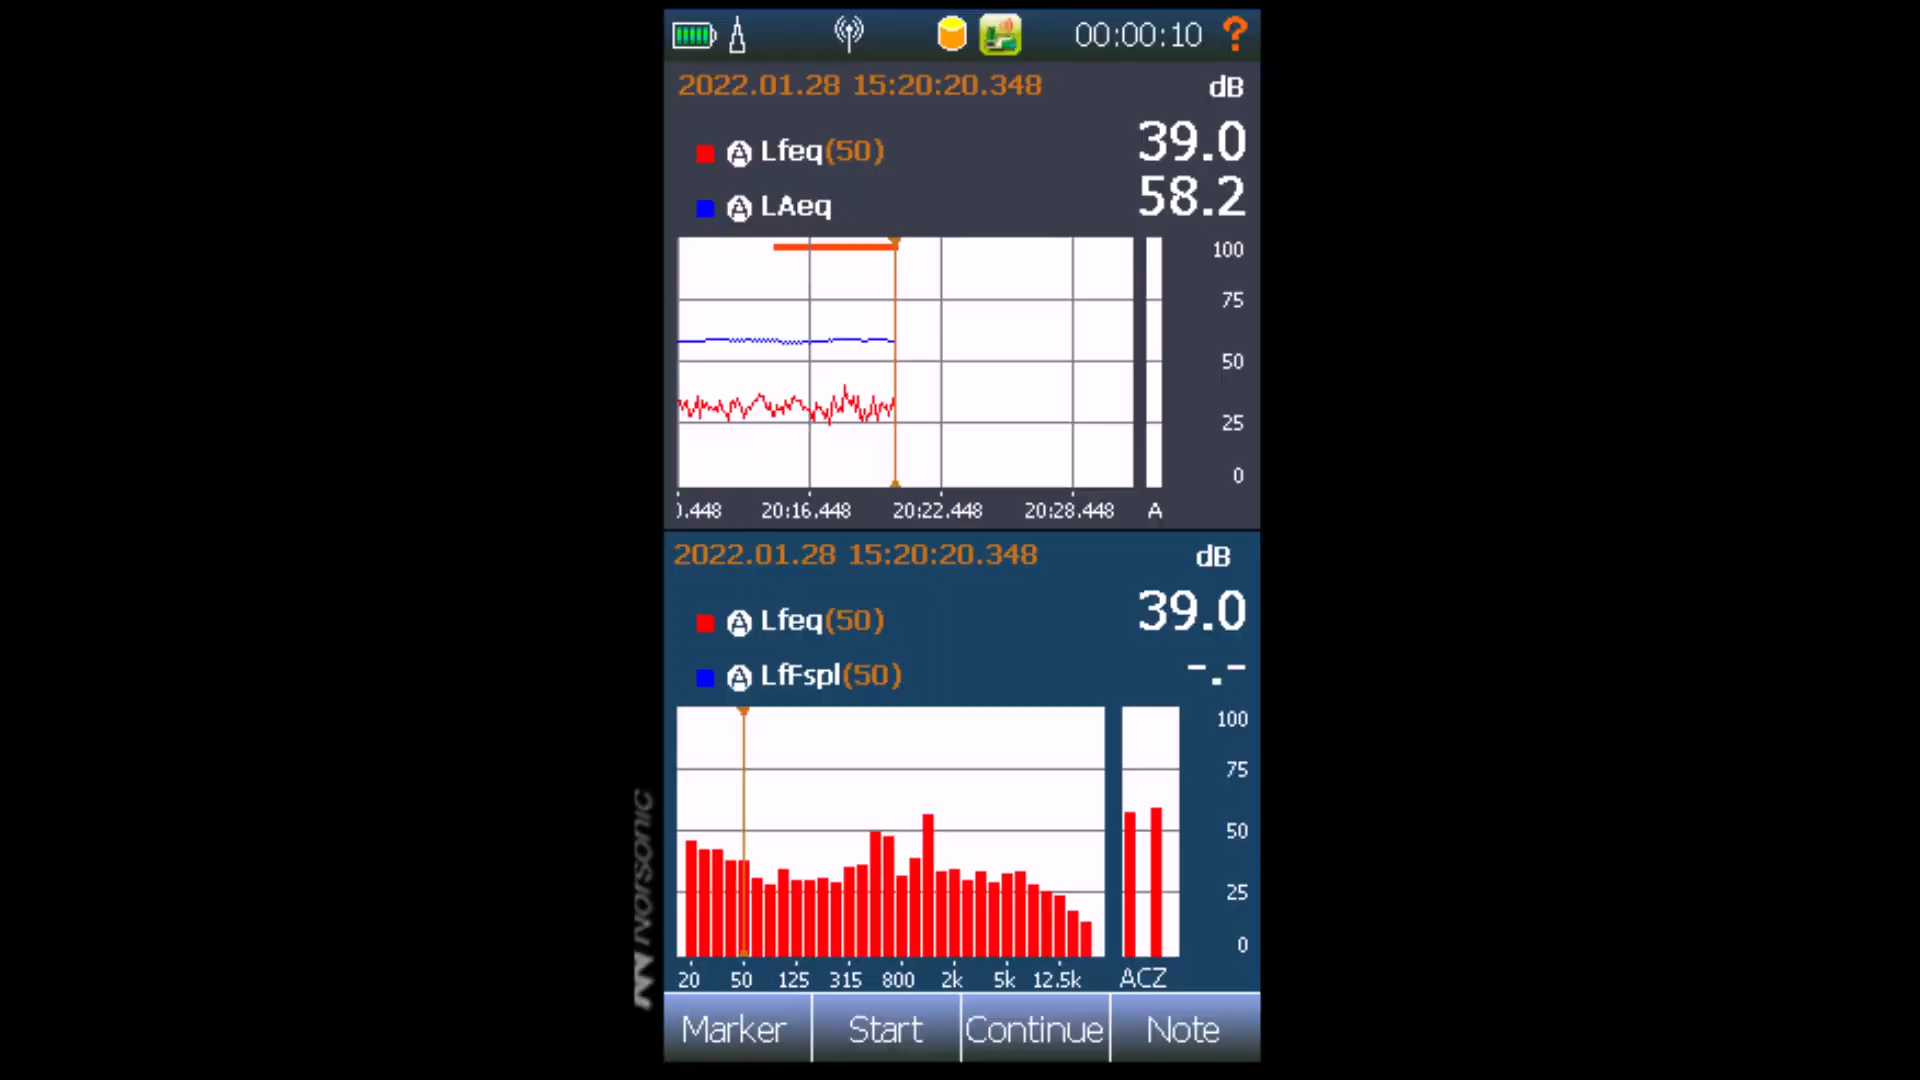 00:00:10 ?
2022.01.28 15:20:20.348 dB
A Lfeq(50) 39.0
A LAeq 58.2
100
75
50
25
0
20:16.448 20:22.448 20:28.448 A
2022.01.28 15:20:20.348 dB
A Lfeq(50) 39.0
A LfFspl(50) -.-
100
75
50
25
0
20 50 125 315 800 2k 5k 12.5k ACZ
Norsonic
Marker Start Continue Note